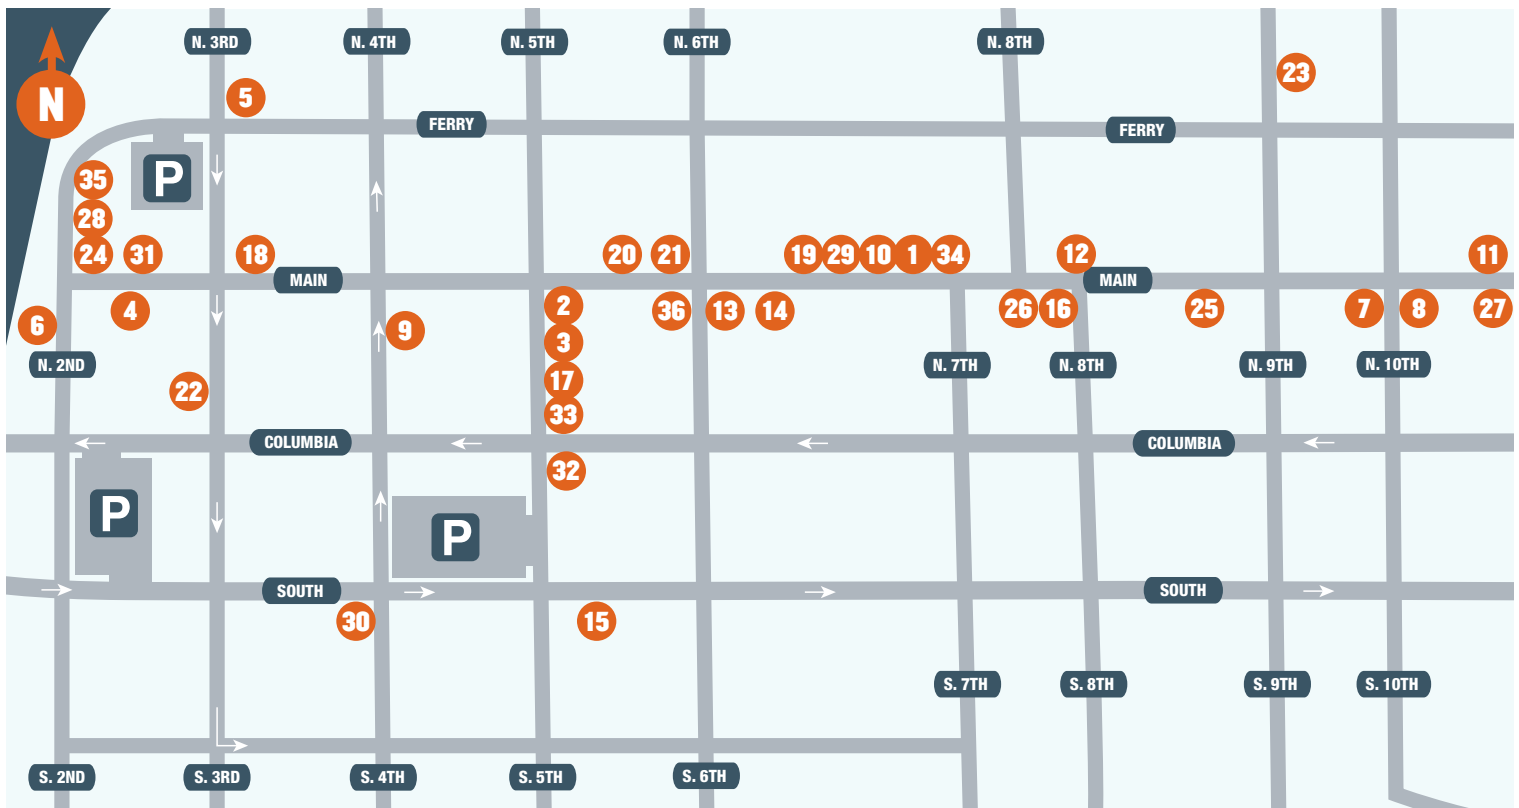 N. 3RD
N. 4TH
N. 5TH
N. 6TH
N. 8TH
23
5
N
FERRY
FERRY
35
P
28
24
31
18
20
21
19
29
10
1
34
12
11
MAIN
MAIN
6
4
9
2
36
13
14
26
16
25
7
8
27
3
N. 2ND
N. 7TH
N. 8TH
N. 9TH
N. 10TH
22
17
33
COLUMBIA
COLUMBIA
32
P
P
SOUTH
SOUTH
30
15
S. 7TH
S. 8TH
S. 9TH
S. 10TH
S. 2ND
S. 3RD
S. 4TH
S. 5TH
S. 6TH